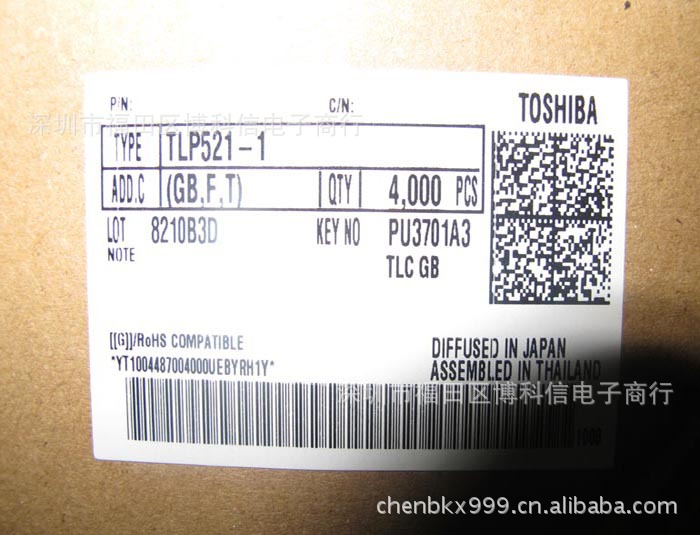 P/N: C/N: TOSHIBA
深圳市福田区博科信电子商行
TYPE TLP521-1
ADD.C (GB,F,T) QTY 4,000 PCS
LOT 8210B3D KEY NO PU3701A3
NOTE TLC GB
[[G]]/RoHS COMPATIBLE DIFFUSED IN JAPAN
*YT1004487004000UEBYRH1Y* ASSEMBLED IN THAILAND
深圳市福田区博科信电子商行
1000
chenbkx999.cn.alibaba.com